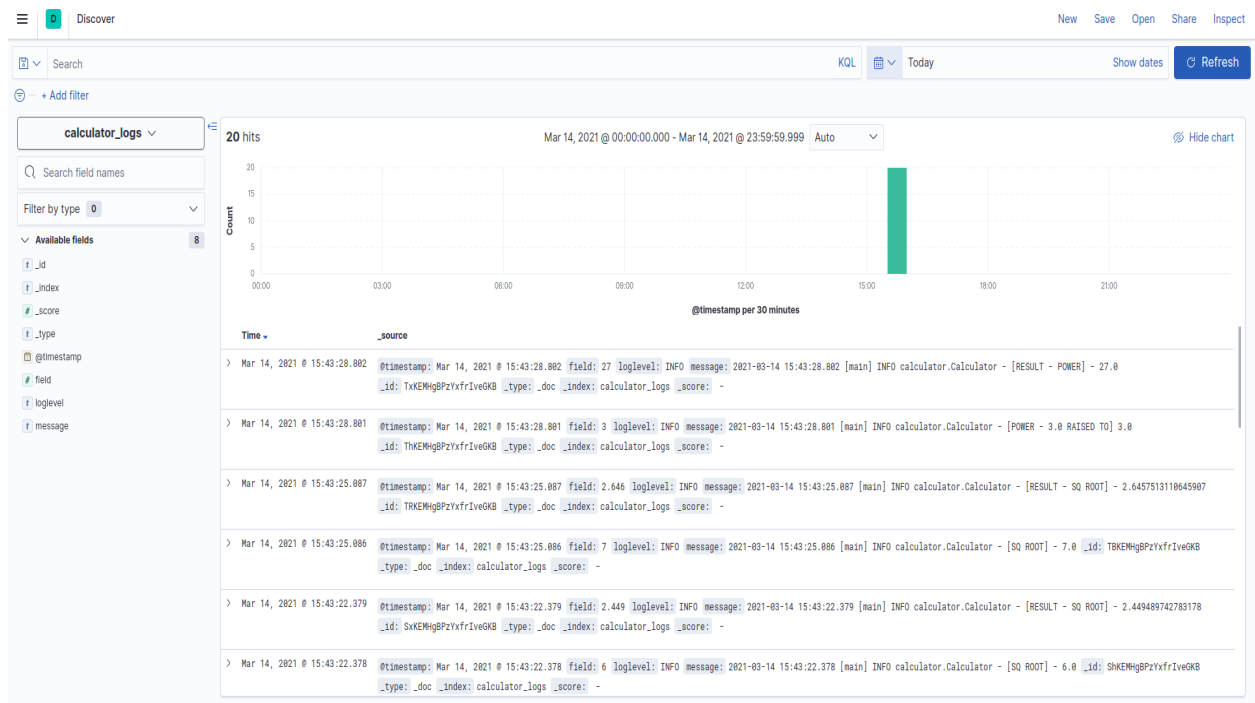 D Discover New Save Open Share Inspect
Search KQL Today Show dates Refresh
+ Add filter
calculator_logs
20 hits Mar 14, 2021 @ 00:00:00.000 - Mar 14, 2021 @ 23:59:59.999 Auto Hide chart
Search field names
Filter by type 0
Available fields 8
t _id
t _index
# _score
t _type
@timestamp
# field
t loglevel
t message
Count
20
15
10
5
0
00:00 03:00 06:00 09:00 12:00 15:00 18:00 21:00
@timestamp per 30 minutes
Time _source
Mar 14, 2021 @ 15:43:28.802 @timestamp: Mar 14, 2021 @ 15:43:28.802 field: 27 loglevel: INFO message: 2021-03-14 15:43:28.802 [main] INFO calculator.Calculator - [RESULT - POWER] - 27.0
_id: TxKEMHgBPzYxfrIveGKB _type: _doc _index: calculator_logs _score: -
Mar 14, 2021 @ 15:43:28.801 @timestamp: Mar 14, 2021 @ 15:43:28.801 field: 3 loglevel: INFO message: 2021-03-14 15:43:28.801 [main] INFO calculator.Calculator - [POWER - 3.0 RAISED TO] 3.0
_id: ThKEMHgBPzYxfrIveGKB _type: _doc _index: calculator_logs _score: -
Mar 14, 2021 @ 15:43:25.087 @timestamp: Mar 14, 2021 @ 15:43:25.087 field: 2.646 loglevel: INFO message: 2021-03-14 15:43:25.087 [main] INFO calculator.Calculator - [RESULT - SQ ROOT] - 2.6457513110645907
_id: TRKEMHgBPzYxfrIveGKB _type: _doc _index: calculator_logs _score: -
Mar 14, 2021 @ 15:43:25.086 @timestamp: Mar 14, 2021 @ 15:43:25.086 field: 7 loglevel: INFO message: 2021-03-14 15:43:25.086 [main] INFO calculator.Calculator - [SQ ROOT] - 7.0 _id: TBKEMHgBPzYxfrIveGKB
_type: _doc _index: calculator_logs _score: -
Mar 14, 2021 @ 15:43:22.379 @timestamp: Mar 14, 2021 @ 15:43:22.379 field: 2.449 loglevel: INFO message: 2021-03-14 15:43:22.379 [main] INFO calculator.Calculator - [RESULT - SQ ROOT] - 2.449489742783178
_id: SxKEMHgBPzYxfrIveGKB _type: _doc _index: calculator_logs _score: -
Mar 14, 2021 @ 15:43:22.378 @timestamp: Mar 14, 2021 @ 15:43:22.378 field: 6 loglevel: INFO message: 2021-03-14 15:43:22.378 [main] INFO calculator.Calculator - [SQ ROOT] - 6.0 _id: ShKEMHgBPzYxfrIveGKB
_type: _doc _index: calculator_logs _score: -